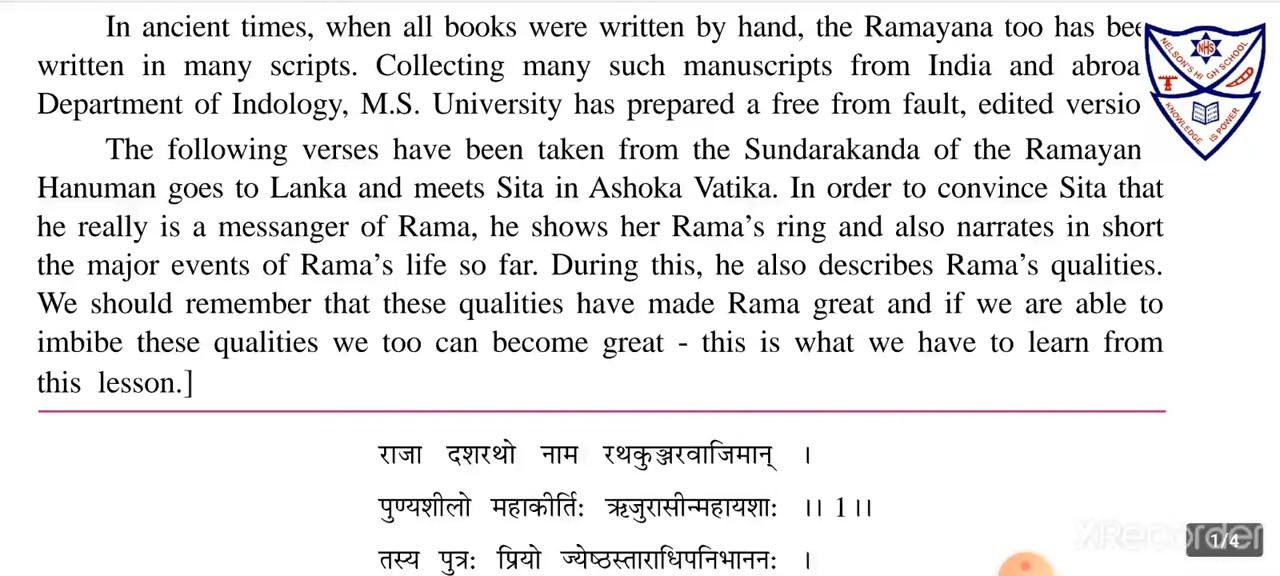 In ancient times, when all books were written by hand, the Ramayana too has bee
written in many scripts. Collecting many such manuscripts from India and abroa
Department of Indology, M.S. University has prepared a free from fault, edited versio
The following verses have been taken from the Sundarakanda of the Ramayan
Hanuman goes to Lanka and meets Sita in Ashoka Vatika. In order to convince Sita that
he really is a messanger of Rama, he shows her Rama's ring and also narrates in short
the major events of Rama's life so far. During this, he also describes Rama's qualities.
We should remember that these qualities have made Rama great and if we are able to
imbibe these qualities we too can become great - this is what we have to learn from
this lesson.]
राजा दशरथो नाम रथकुञ्जरवाजिमान् ।
पुण्यशीलो महाकीर्तिः ऋजुरासीन्महायशाः ।। 1 ।।
तस्य पुत्रः प्रियो ज्येष्ठस्ताराधिपनिभाननः ।
NELSON'S HIGH SCHOOL
NHS
KNOWLEDGE IS POWER
XRecorder
1/4